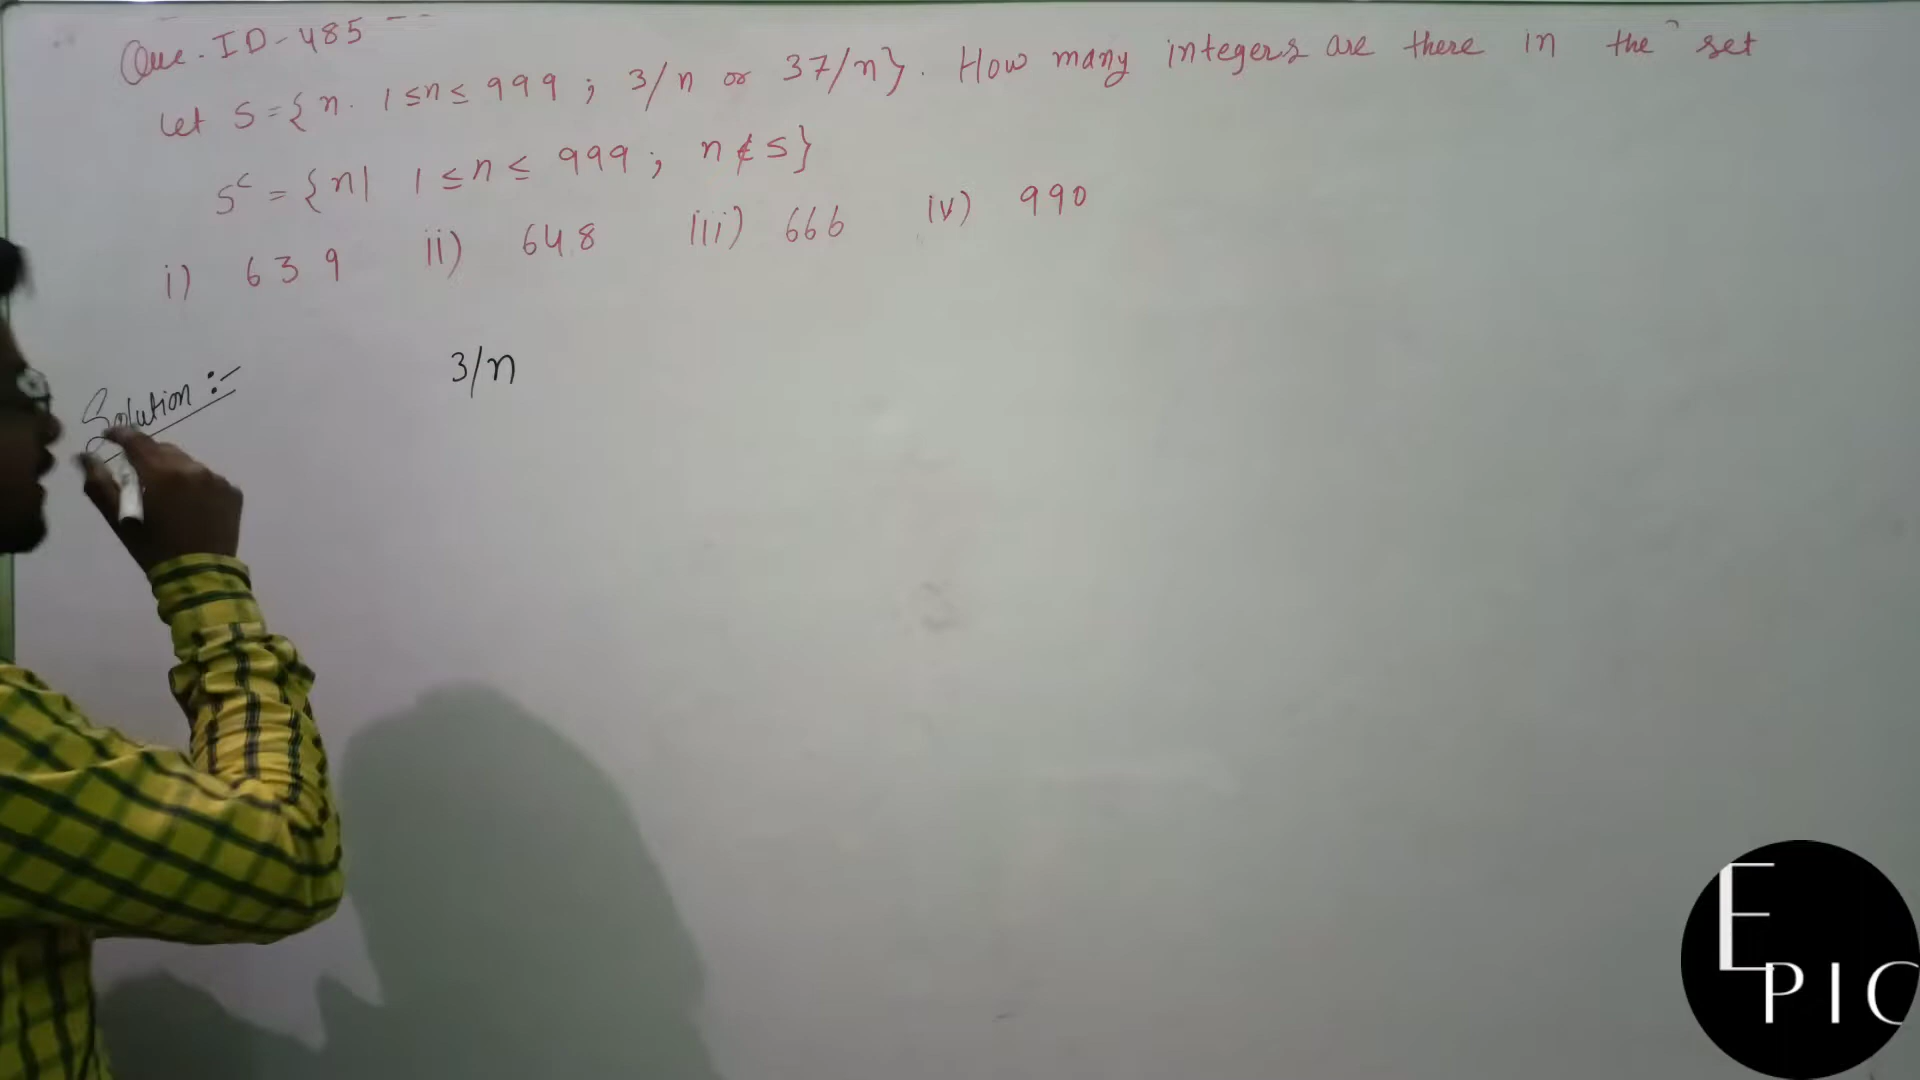 Que. ID-485
Let S={n. 1≤n≤999; 3/n or 37/n}. How many integers are there in the set
Sᶜ = {n| 1≤n≤999; n∉S}
i) 639 ii) 648 iii) 666 iv) 990
Solution :-
3/n
EPIC